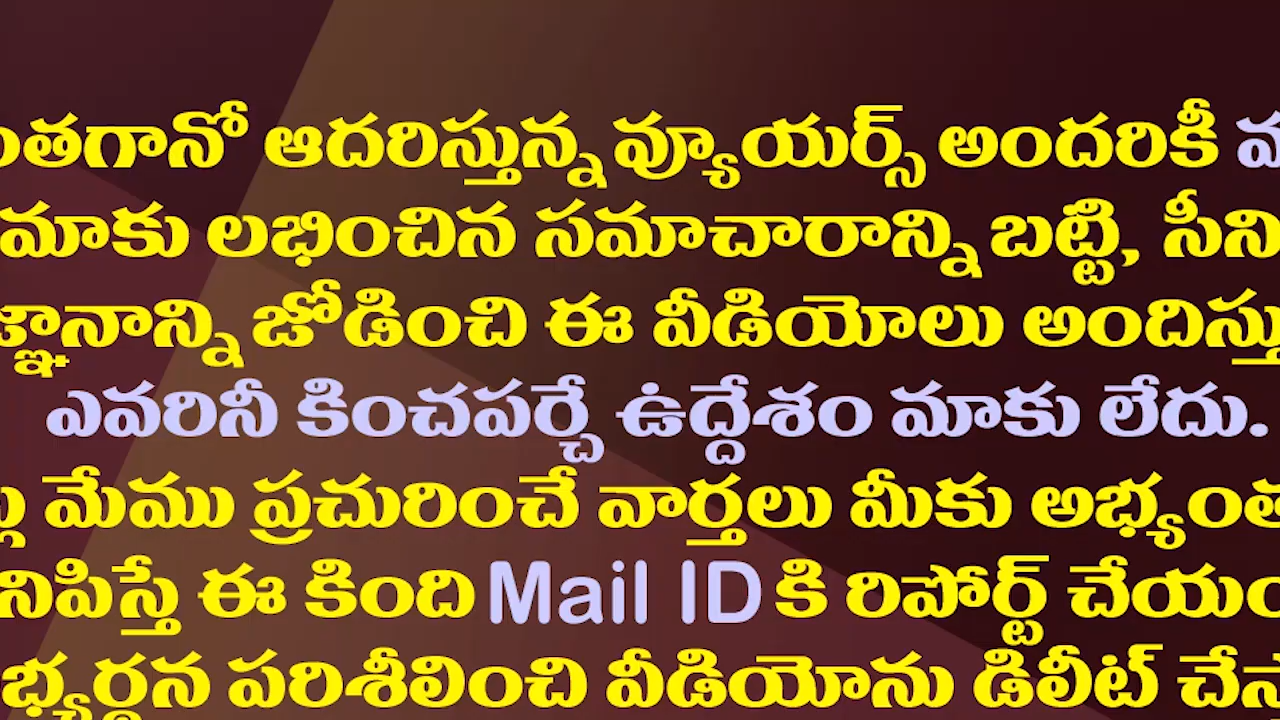 ంతగానో ఆదరిస్తున్న వ్యూయర్స్ అందరికీ
మాకు లభించిన సమాచారాన్ని బట్టి, సీని
జ్ఞానాన్ని జోడించి ఈ వీడియోలు అందిస్తు
ఎవరినీ కించపర్చే ఉద్దేశం మాకు లేదు.
మేము ప్రచురించే వార్తలు మీకు అభ్యంత
నిపిస్తే ఈ కింది Mail ID కి రిపోర్ట్ చేయం
భ్యర్థన పరిశీలించి వీడియోను డిలీట్ చేస